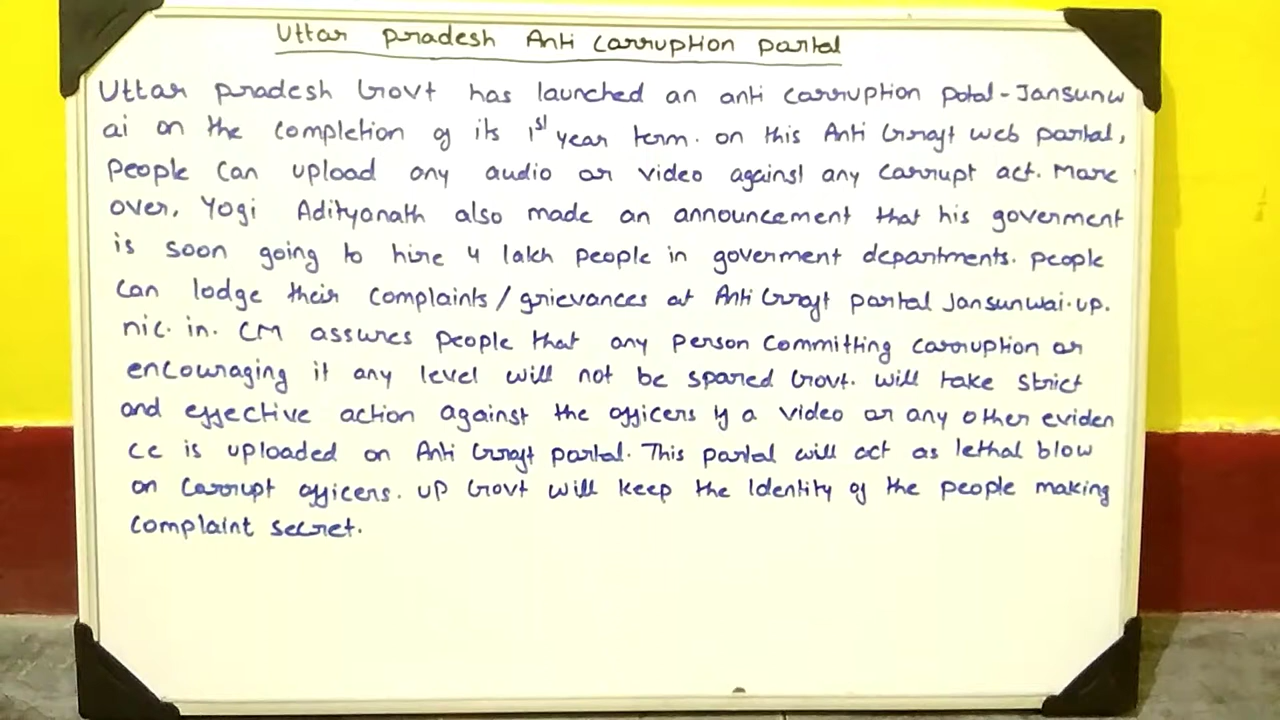 Uttar pradesh Anti Corruption portal
Uttar pradesh Govt has launched an anti corruption potal - Jansunw
ai on the completion of its 1st year term. on this Anti Graft web portal,
people can upload any audio or video against any corrupt act. More
over, Yogi Adityanath also made an announcement that his goverment
is soon going to hire 4 lakh people in goverment departments. people
can lodge their complaints/grievances at Anti Graft portal Jansunwai.up.
nic.in. CM assures people that any person committing corruption or
encouraging it any level will not be spared Govt. will take strict
and effective action against the officers if a video or any other eviden
ce is uploaded on Anti Graft portal. This portal will act as lethal blow
on corrupt officers. UP Govt will keep the Identity of the people making
complaint secret.